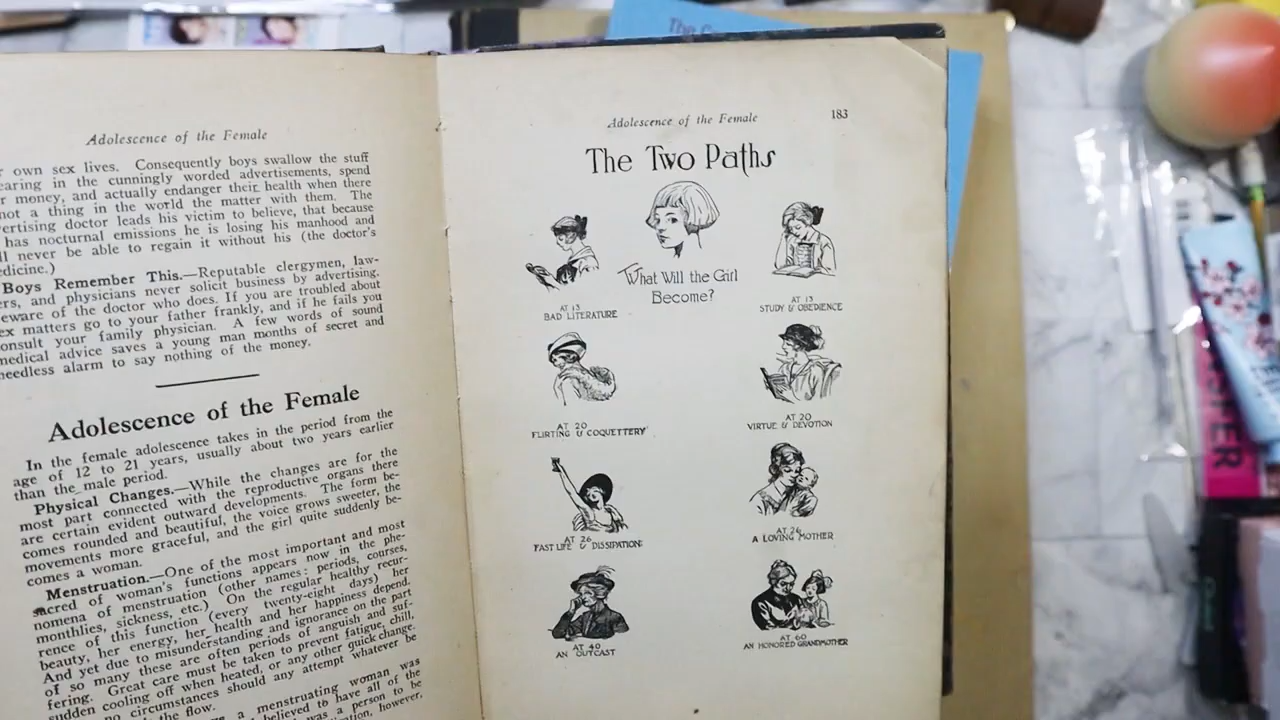 Adolescence of the Female
own sex lives. Consequently boys swallow the stuff
in the cunningly worded advertisements, spend
money, and actually endanger their health when there
not a thing in the world the matter with them. The
doctor leads his victim to believe, that because
has nocturnal emissions he is losing his manhood and
never be able to regain it without his (the doctor's
Boys Remember This.—Reputable clergymen, law-
and physicians never solicit business by advertising.
of the doctor who does. If you are troubled about
matters go to your father frankly, and if he fails you
your family physician. A few words of sound
medical advice saves a young man months of secret and
needless alarm to say nothing of the money.
Adolescence of the Female
In the female adolescence takes in the period from the
age of 12 to 21 years, usually about two years earlier
than the male period.
Physical Changes.—While the changes are for the
most part connected with the reproductive organs there
are certain evident outward developments. The form be-
comes rounded and beautiful, the voice grows sweeter, the
movements more graceful, and the girl quite suddenly be-
comes a woman.
Menstruation.—One of the most important and most
sacred of woman's functions appears now in the phe-
nomena of menstruation (other names: periods, courses,
monthlies, sickness, etc.) On the regular healthy recur-
rence of this function (every twenty-eight days) her
beauty, her energy, her health and her happiness depend.
And yet due to misunderstanding and ignorance on the part
of so many these are often periods of anguish and suf-
fering. Great care must be taken to prevent fatigue, chill,
sudden cooling off when heated, or any other quick change.
no circumstances should any attempt whatever be
the flow.
a menstruating woman was
believed to have all of the
was a person to be
however,
Adolescence of the Female 183
The Two Paths
What Will the Girl
Become?
AT 13
BAD LITERATURE
AT 13
STUDY & OBEDIENCE
AT 20
FLIRTING & COQUETTERY
AT 20
VIRTUE & DEVOTION
AT 26
FAST LIFE & DISSIPATION
AT 26
A LOVING MOTHER
AT 40
AN OUTCAST
AT 60
AN HONORED GRANDMOTHER